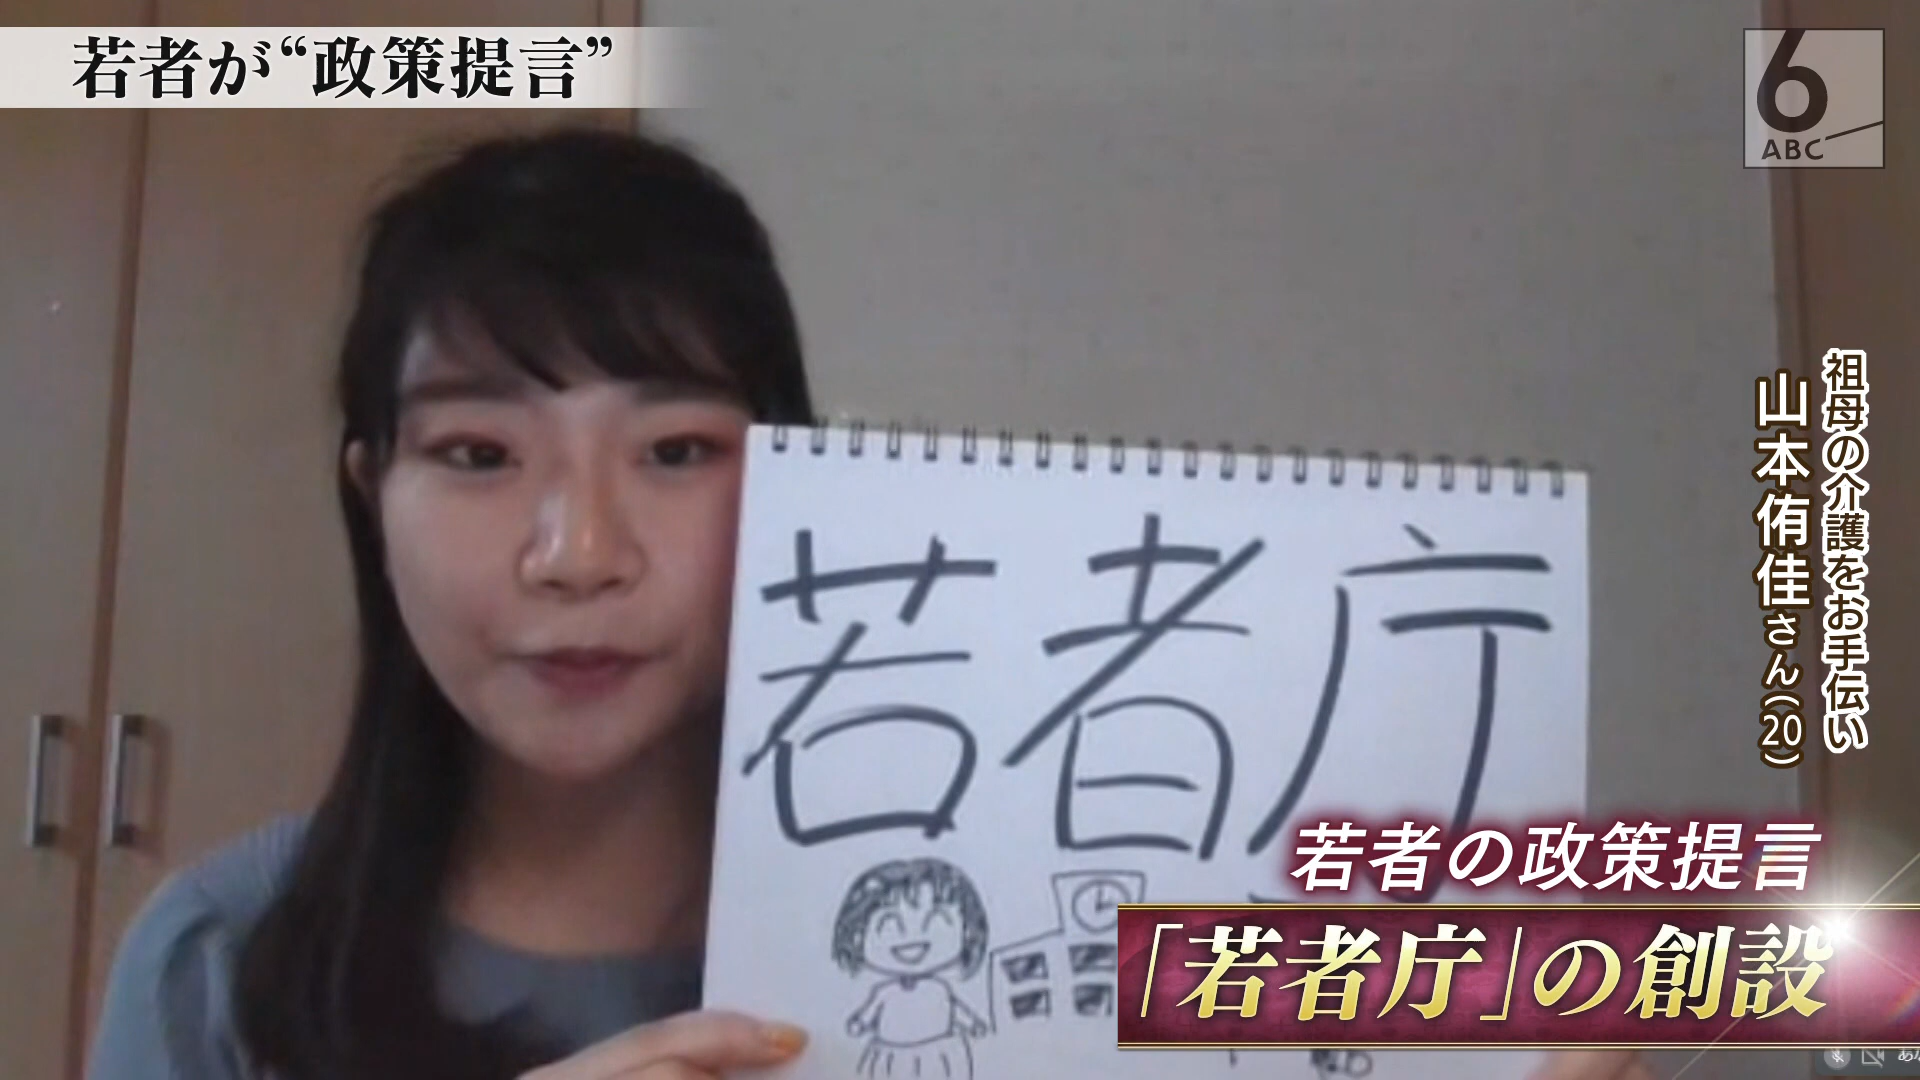 若者が“政策提言”
6
ABC
祖母の介護をお手伝い
山本侑佳さん(20)
若者庁
若者の政策提言
「若者庁」の創設